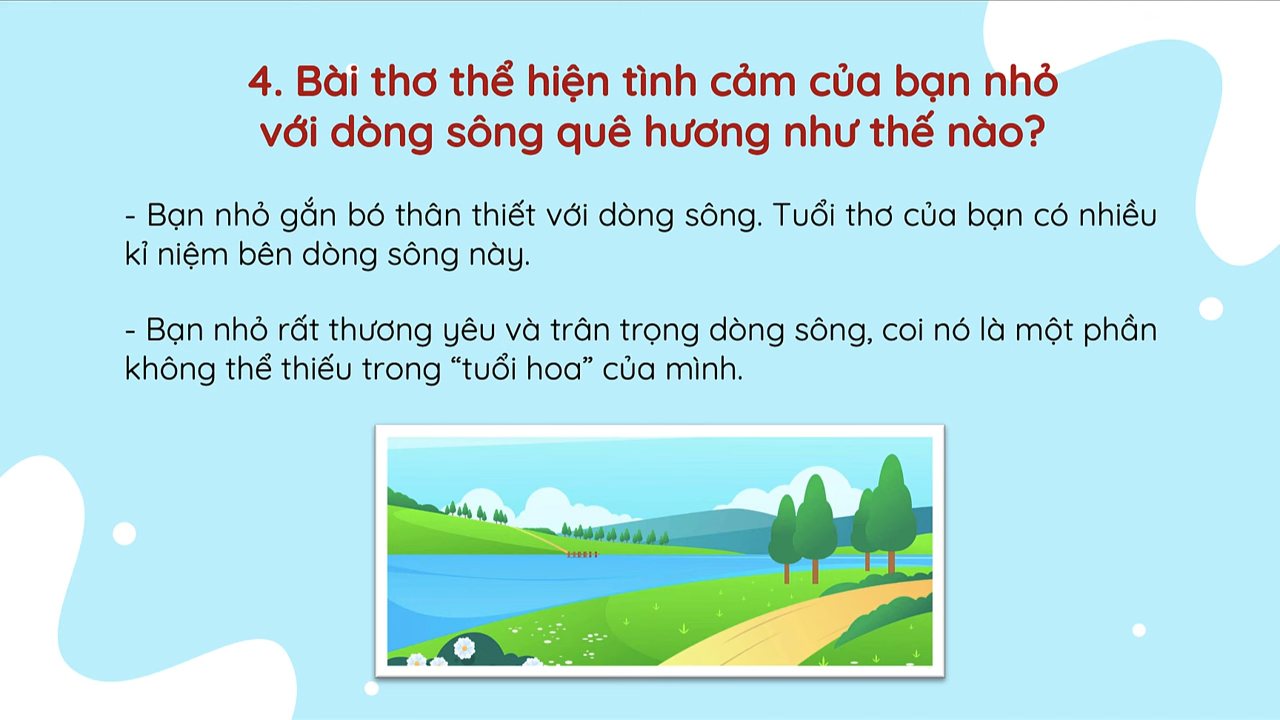 4. Bài thơ thể hiện tình cảm của bạn nhỏ
với dòng sông quê hương như thế nào?
- Bạn nhỏ gắn bó thân thiết với dòng sông. Tuổi thơ của bạn có nhiều
kỉ niệm bên dòng sông này.
- Bạn nhỏ rất thương yêu và trân trọng dòng sông, coi nó là một phần
không thể thiếu trong “tuổi hoa” của mình.